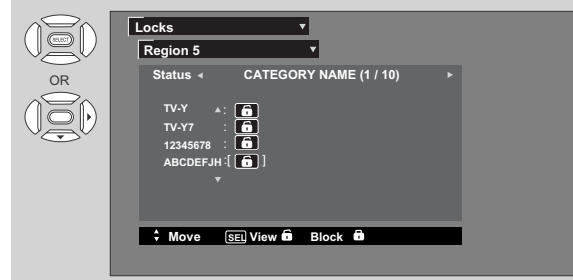 SELECT
OR
Locks
Region 5
Status CATEGORY NAME (1 / 10)
TV-Y :
TV-Y7 :
12345678 :
ABCDEFJH :[ ]
Move SEL View Block